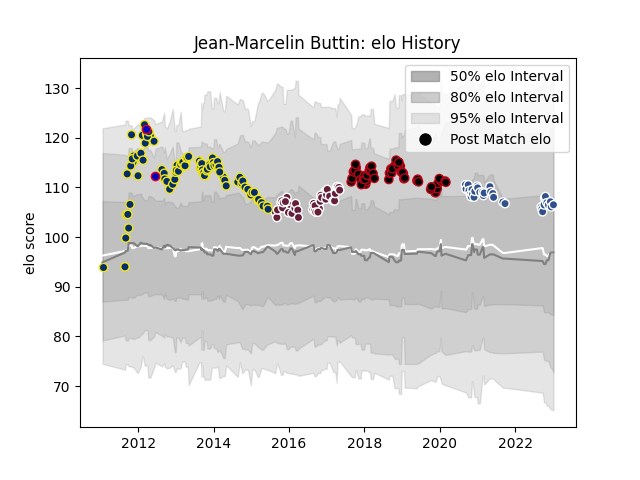 Jean-Marcelin Buttin: elo History
50% elo Interval
80% elo Interval
95% elo Interval
Post Match elo
elo score
130
120
110
100
90
80
70
2012
2014
2016
2018
2020
2022